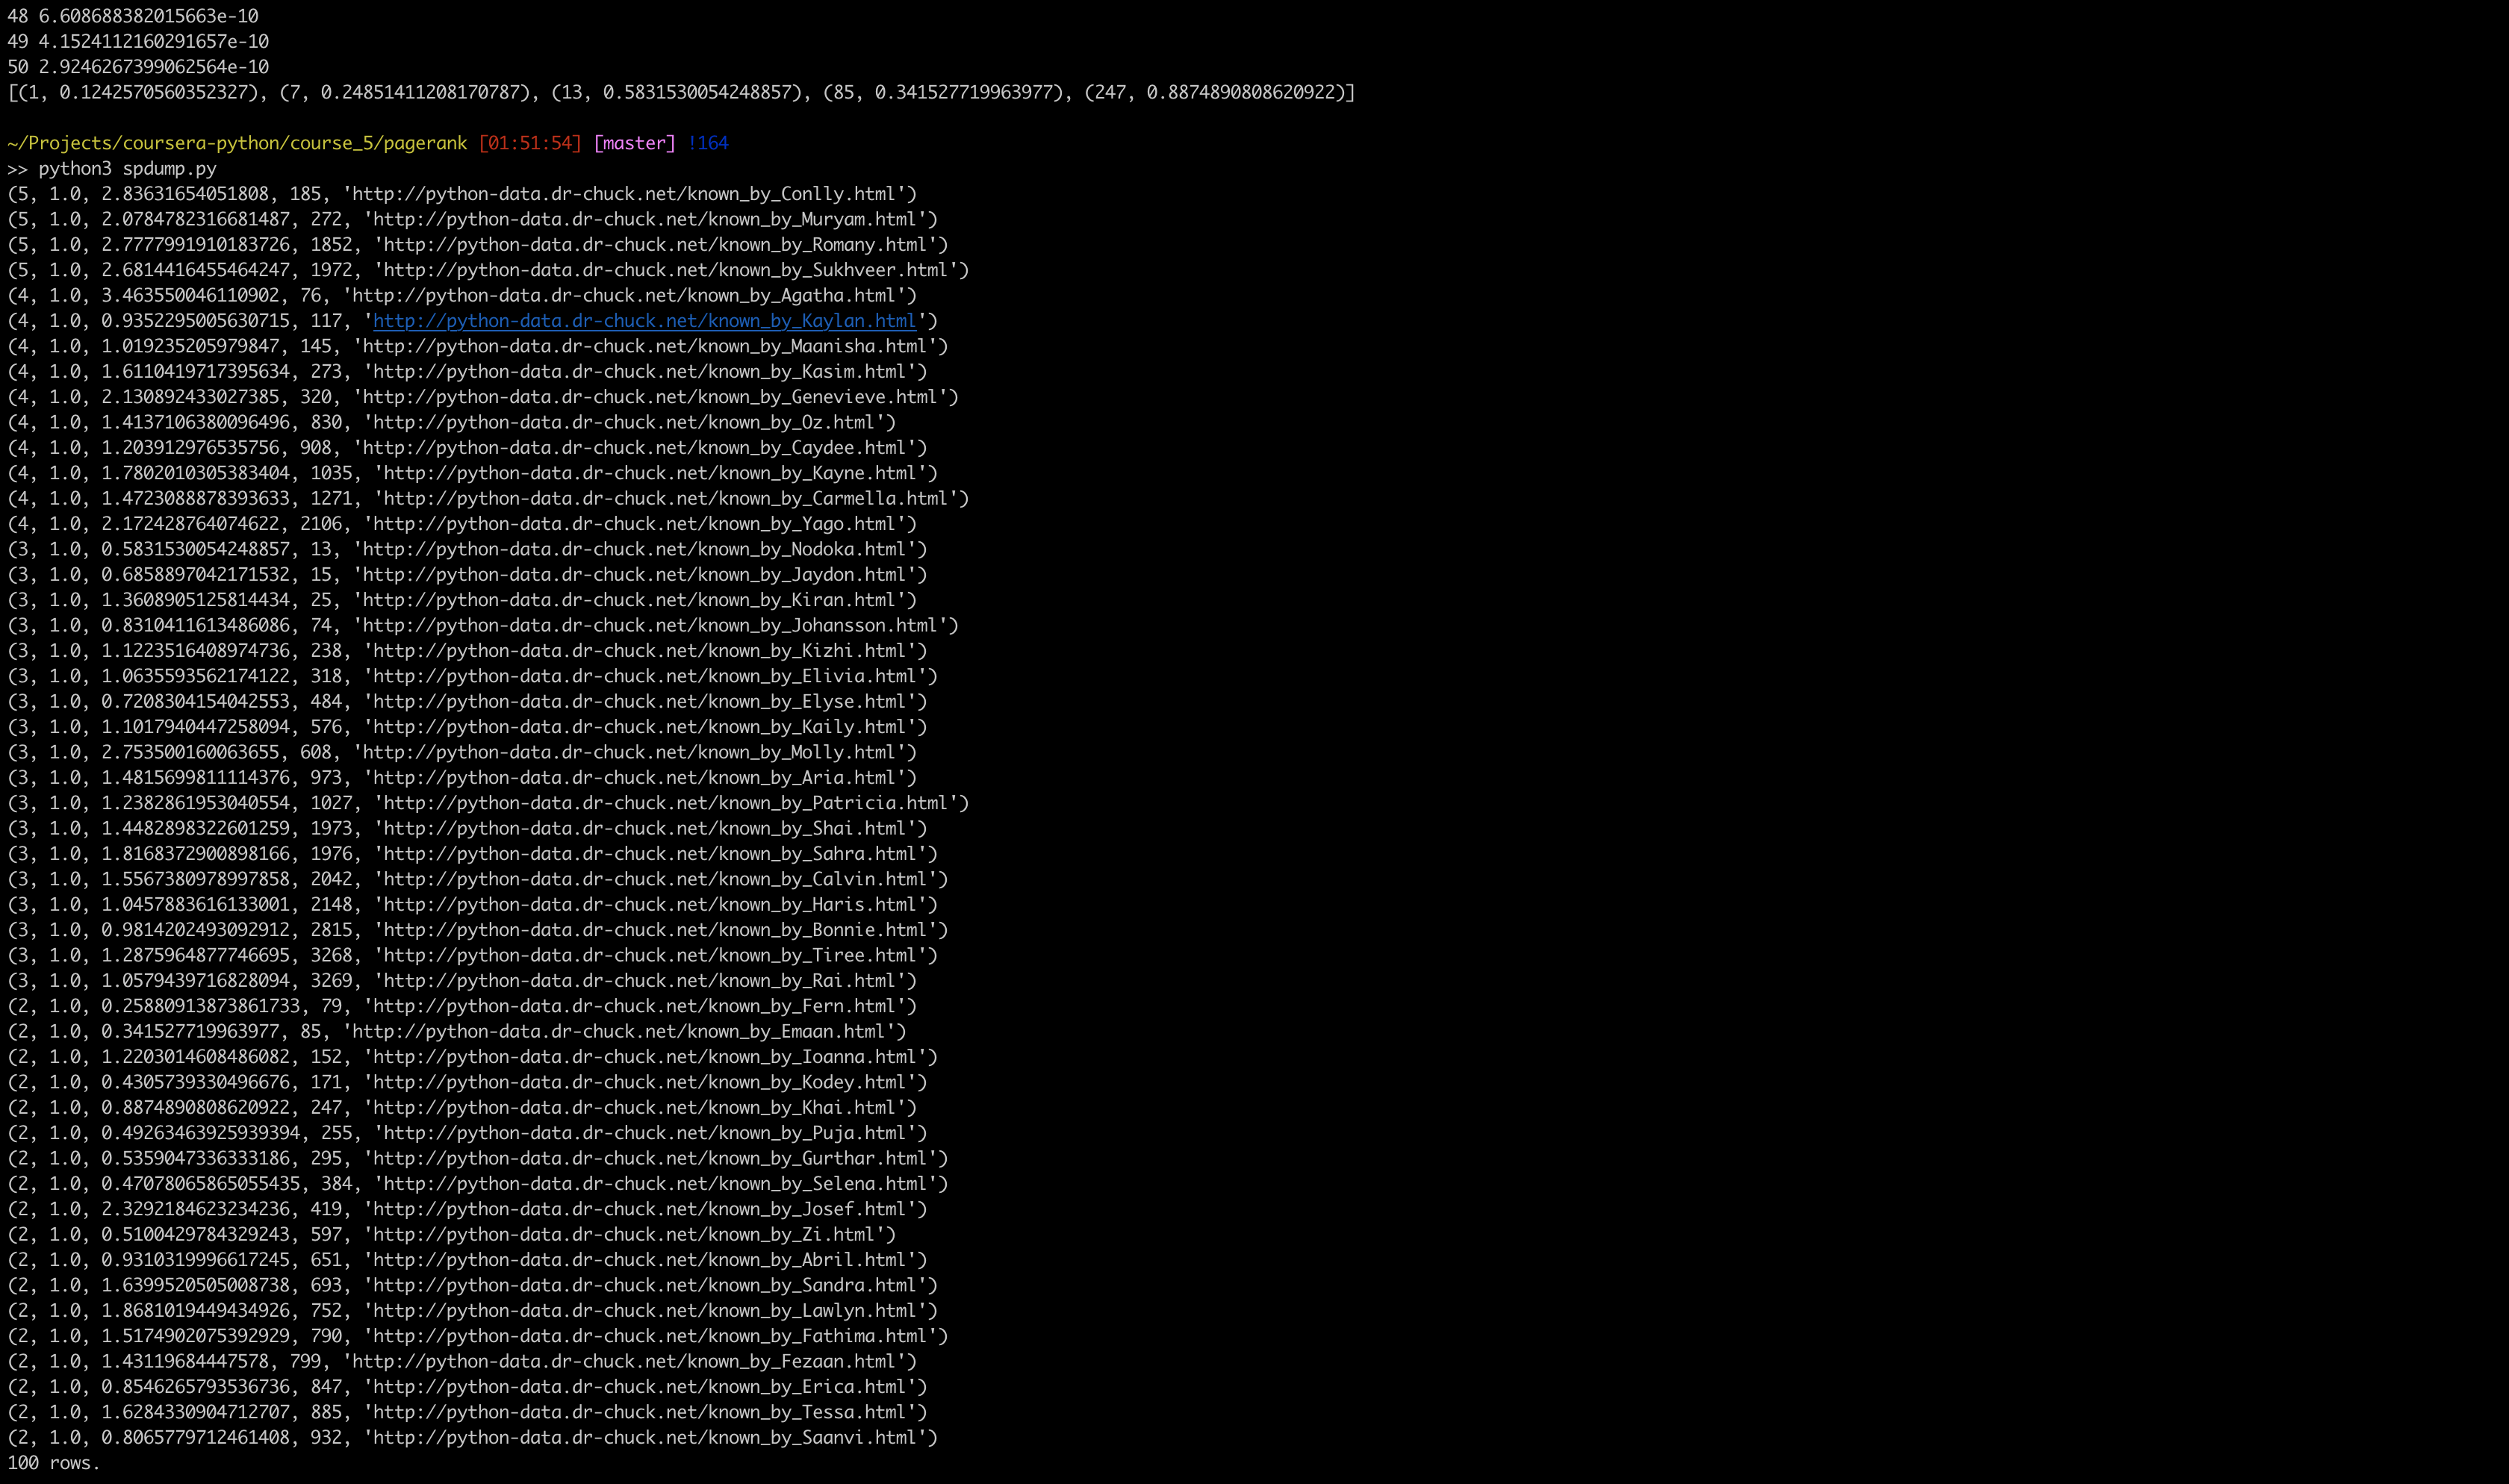 48 6.608688382015663e-10
49 4.1524112160291657e-10
50 2.9246267399062564e-10
[(1, 0.1242570560352327), (7, 0.24851411208170787), (13, 0.5831530054248857), (85, 0.341527719963977), (247, 0.8874890808620922)]
~/Projects/coursera-python/course_5/pagerank [01:51:54] [master] !164
>> python3 spdump.py
(5, 1.0, 2.83631654051808, 185, 'http://python-data.dr-chuck.net/known_by_Conlly.html')
(5, 1.0, 2.0784782316681487, 272, 'http://python-data.dr-chuck.net/known_by_Muryam.html')
(5, 1.0, 2.7777991910183726, 1852, 'http://python-data.dr-chuck.net/known_by_Romany.html')
(5, 1.0, 2.6814416455464247, 1972, 'http://python-data.dr-chuck.net/known_by_Sukhveer.html')
(4, 1.0, 3.463550046110902, 76, 'http://python-data.dr-chuck.net/known_by_Agatha.html')
(4, 1.0, 0.9352295005630715, 117, 'http://python-data.dr-chuck.net/known_by_Kaylan.html')
(4, 1.0, 1.019235205979847, 145, 'http://python-data.dr-chuck.net/known_by_Maanisha.html')
(4, 1.0, 1.6110419717395634, 273, 'http://python-data.dr-chuck.net/known_by_Kasim.html')
(4, 1.0, 2.130892433027385, 320, 'http://python-data.dr-chuck.net/known_by_Genevieve.html')
(4, 1.0, 1.4137106380096496, 830, 'http://python-data.dr-chuck.net/known_by_Oz.html')
(4, 1.0, 1.203912976535756, 908, 'http://python-data.dr-chuck.net/known_by_Caydee.html')
(4, 1.0, 1.7802010305383404, 1035, 'http://python-data.dr-chuck.net/known_by_Kayne.html')
(4, 1.0, 1.4723088878393633, 1271, 'http://python-data.dr-chuck.net/known_by_Carmella.html')
(4, 1.0, 2.172428764074622, 2106, 'http://python-data.dr-chuck.net/known_by_Yago.html')
(3, 1.0, 0.5831530054248857, 13, 'http://python-data.dr-chuck.net/known_by_Nodoka.html')
(3, 1.0, 0.6858897042171532, 15, 'http://python-data.dr-chuck.net/known_by_Jaydon.html')
(3, 1.0, 1.3608905125814434, 25, 'http://python-data.dr-chuck.net/known_by_Kiran.html')
(3, 1.0, 0.8310411613486086, 74, 'http://python-data.dr-chuck.net/known_by_Johansson.html')
(3, 1.0, 1.1223516408974736, 238, 'http://python-data.dr-chuck.net/known_by_Kizhi.html')
(3, 1.0, 1.0635593562174122, 318, 'http://python-data.dr-chuck.net/known_by_Elivia.html')
(3, 1.0, 0.7208304154042553, 484, 'http://python-data.dr-chuck.net/known_by_Elyse.html')
(3, 1.0, 1.1017940447258094, 576, 'http://python-data.dr-chuck.net/known_by_Kaily.html')
(3, 1.0, 2.753500160063655, 608, 'http://python-data.dr-chuck.net/known_by_Molly.html')
(3, 1.0, 1.4815699811114376, 973, 'http://python-data.dr-chuck.net/known_by_Aria.html')
(3, 1.0, 1.2382861953040554, 1027, 'http://python-data.dr-chuck.net/known_by_Patricia.html')
(3, 1.0, 1.4482898322601259, 1973, 'http://python-data.dr-chuck.net/known_by_Shai.html')
(3, 1.0, 1.8168372900898166, 1976, 'http://python-data.dr-chuck.net/known_by_Sahra.html')
(3, 1.0, 1.5567380978997858, 2042, 'http://python-data.dr-chuck.net/known_by_Calvin.html')
(3, 1.0, 1.0457883616133001, 2148, 'http://python-data.dr-chuck.net/known_by_Haris.html')
(3, 1.0, 0.9814202493092912, 2815, 'http://python-data.dr-chuck.net/known_by_Bonnie.html')
(3, 1.0, 1.2875964877746695, 3268, 'http://python-data.dr-chuck.net/known_by_Tiree.html')
(3, 1.0, 1.0579439716828094, 3269, 'http://python-data.dr-chuck.net/known_by_Rai.html')
(2, 1.0, 0.25880913873861733, 79, 'http://python-data.dr-chuck.net/known_by_Fern.html')
(2, 1.0, 0.341527719963977, 85, 'http://python-data.dr-chuck.net/known_by_Emaan.html')
(2, 1.0, 1.2203014608486082, 152, 'http://python-data.dr-chuck.net/known_by_Ioanna.html')
(2, 1.0, 0.4305739330496676, 171, 'http://python-data.dr-chuck.net/known_by_Kodey.html')
(2, 1.0, 0.8874890808620922, 247, 'http://python-data.dr-chuck.net/known_by_Khai.html')
(2, 1.0, 0.49263463925939394, 255, 'http://python-data.dr-chuck.net/known_by_Puja.html')
(2, 1.0, 0.5359047336333186, 295, 'http://python-data.dr-chuck.net/known_by_Gurthar.html')
(2, 1.0, 0.47078065865055435, 384, 'http://python-data.dr-chuck.net/known_by_Selena.html')
(2, 1.0, 2.3292184623234236, 419, 'http://python-data.dr-chuck.net/known_by_Josef.html')
(2, 1.0, 0.5100429784329243, 597, 'http://python-data.dr-chuck.net/known_by_Zi.html')
(2, 1.0, 0.9310319996617245, 651, 'http://python-data.dr-chuck.net/known_by_Abril.html')
(2, 1.0, 1.6399520505008738, 693, 'http://python-data.dr-chuck.net/known_by_Sandra.html')
(2, 1.0, 1.8681019449434926, 752, 'http://python-data.dr-chuck.net/known_by_Lawlyn.html')
(2, 1.0, 1.5174902075392929, 790, 'http://python-data.dr-chuck.net/known_by_Fathima.html')
(2, 1.0, 1.43119684447578, 799, 'http://python-data.dr-chuck.net/known_by_Fezaan.html')
(2, 1.0, 0.8546265793536736, 847, 'http://python-data.dr-chuck.net/known_by_Erica.html')
(2, 1.0, 1.6284330904712707, 885, 'http://python-data.dr-chuck.net/known_by_Tessa.html')
(2, 1.0, 0.8065779712461408, 932, 'http://python-data.dr-chuck.net/known_by_Saanvi.html')
100 rows.